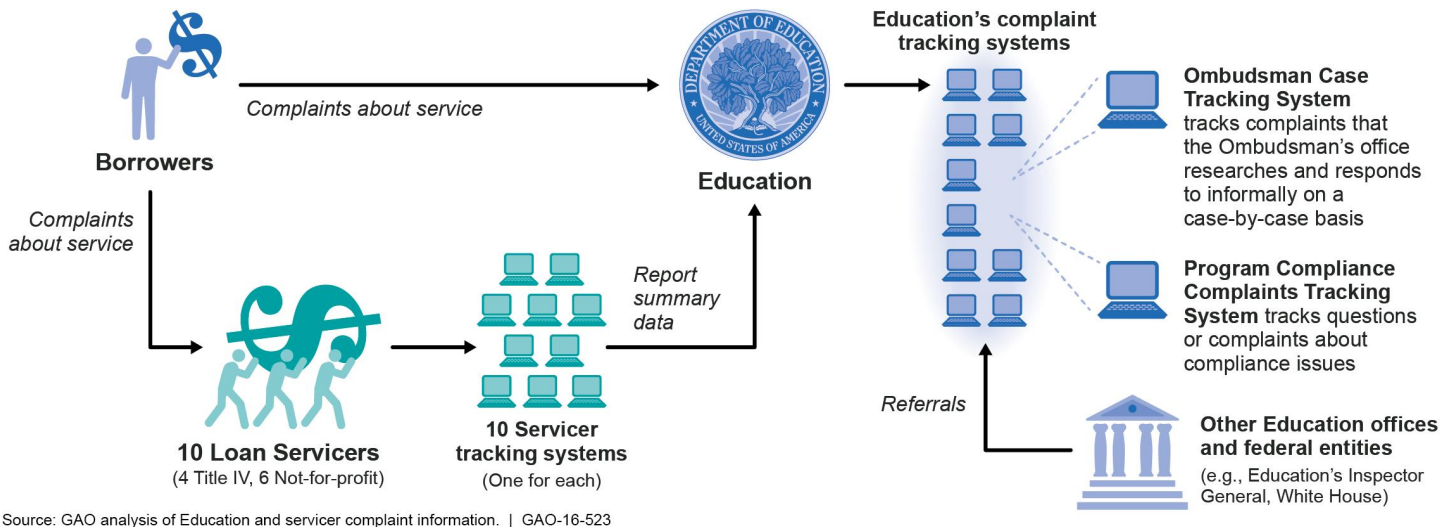 Borrowers
Complaints about service
DEPARTMENT OF EDUCATION
UNITED STATES OF AMERICA
Education
Education’s complaint
tracking systems
Ombudsman Case
Tracking System
tracks complaints that
the Ombudsman’s office
researches and responds
to informally on a
case-by-case basis
Program Compliance
Complaints Tracking
System tracks questions
or complaints about
compliance issues
Complaints
about service
10 Loan Servicers
(4 Title IV, 6 Not-for-profit)
10 Servicer
tracking systems
(One for each)
Report
summary
data
Referrals
Other Education offices
and federal entities
(e.g., Education’s Inspector
General, White House)
Source: GAO analysis of Education and servicer complaint information. | GAO-16-523